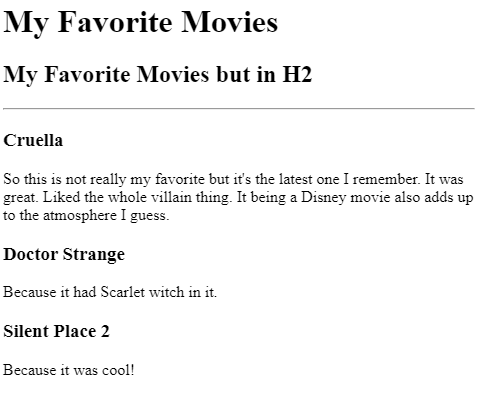 My Favorite Movies
My Favorite Movies but in H2
Cruella
So this is not really my favorite but it's the latest one I remember. It was
great. Liked the whole villain thing. It being a Disney movie also adds up
to the atmosphere I guess.
Doctor Strange
Because it had Scarlet witch in it.
Silent Place 2
Because it was cool!